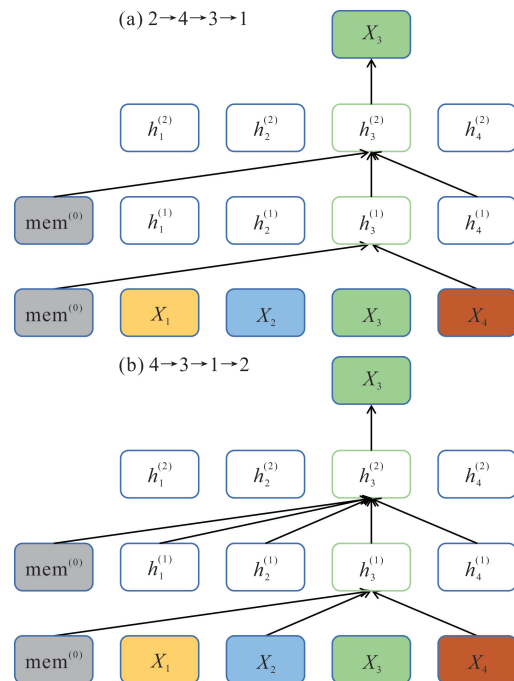 (a) 2→4→3→1
X₃
h₁⁽²⁾ h₂⁽²⁾ h₃⁽²⁾ h₄⁽²⁾
mem⁽⁰⁾ h₁⁽¹⁾ h₂⁽¹⁾ h₃⁽¹⁾ h₄⁽¹⁾
mem⁽⁰⁾ X₁ X₂ X₃ X₄
(b) 4→3→1→2
X₃
h₁⁽²⁾ h₂⁽²⁾ h₃⁽²⁾ h₄⁽²⁾
mem⁽⁰⁾ h₁⁽¹⁾ h₂⁽¹⁾ h₃⁽¹⁾ h₄⁽¹⁾
mem⁽⁰⁾ X₁ X₂ X₃ X₄